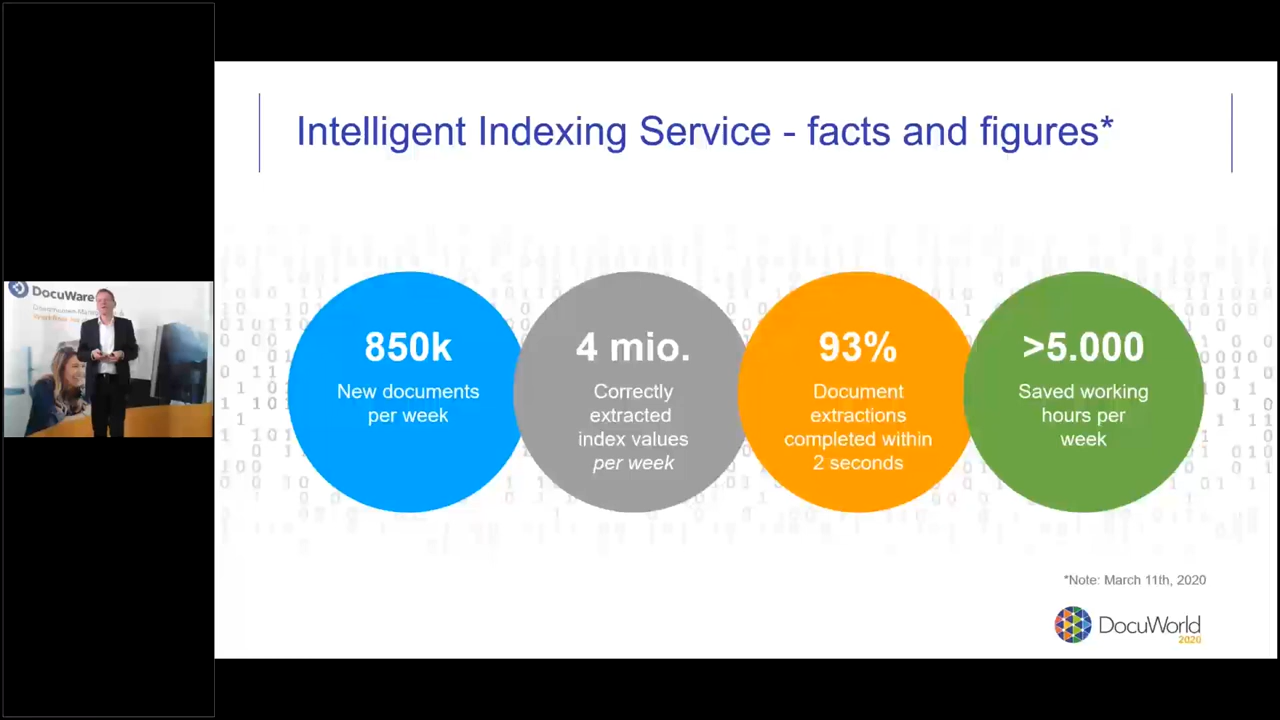 Intelligent Indexing Service - facts and figures*
850k
New documents
per week
4 mio.
Correctly
extracted
index values
per week
93%
Document
extractions
completed within
2 seconds
>5.000
Saved working
hours per
week
*Note: March 11th, 2020
DocuWorld
2020
DocuWare